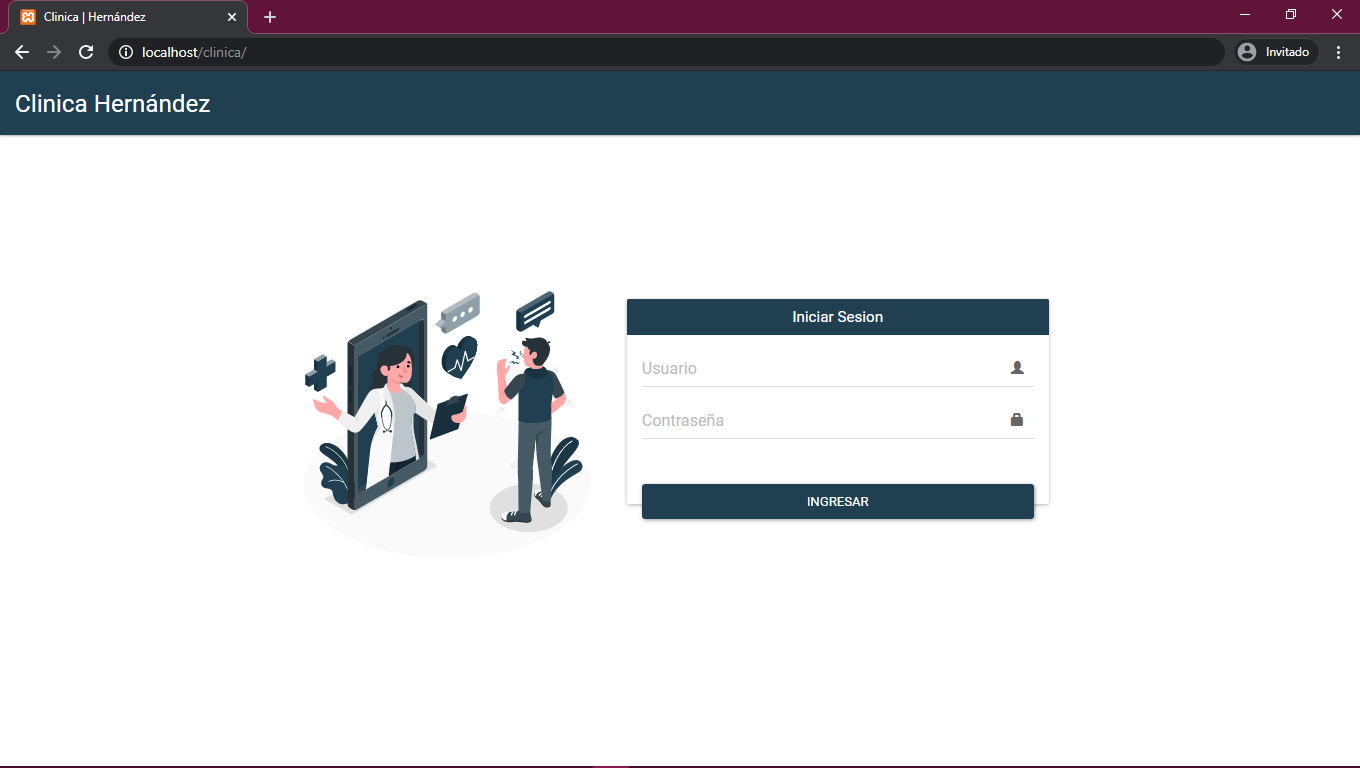 Clinica | Hernández
localhost/clinica/
Invitado
Clinica Hernández
Iniciar Sesion
Usuario
Contraseña
INGRESAR